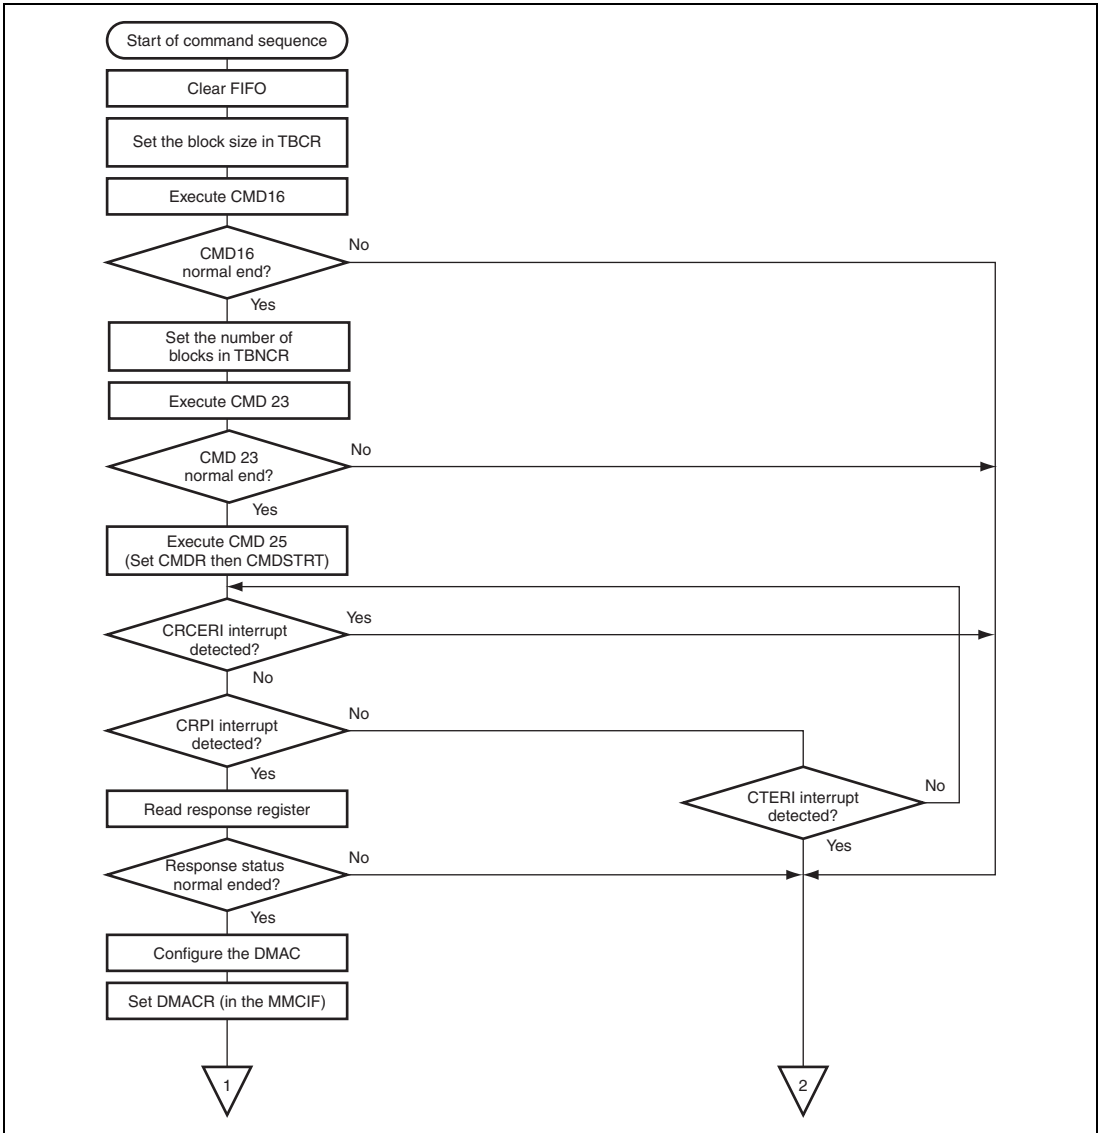 Start of command sequence
Clear FIFO
Set the block size in TBCR
Execute CMD16
CMD16
normal end?
No
Yes
Set the number of
blocks in TBNCR
Execute CMD 23
CMD 23
normal end?
No
Yes
Execute CMD 25
(Set CMDR then CMDSTRT)
CRCERI interrupt
detected?
Yes
No
CRPI interrupt
detected?
No
Yes
CTERI interrupt
detected?
No
Yes
Read response register
Response status
normal ended?
No
Yes
Configure the DMAC
Set DMACR (in the MMCIF)
1
2